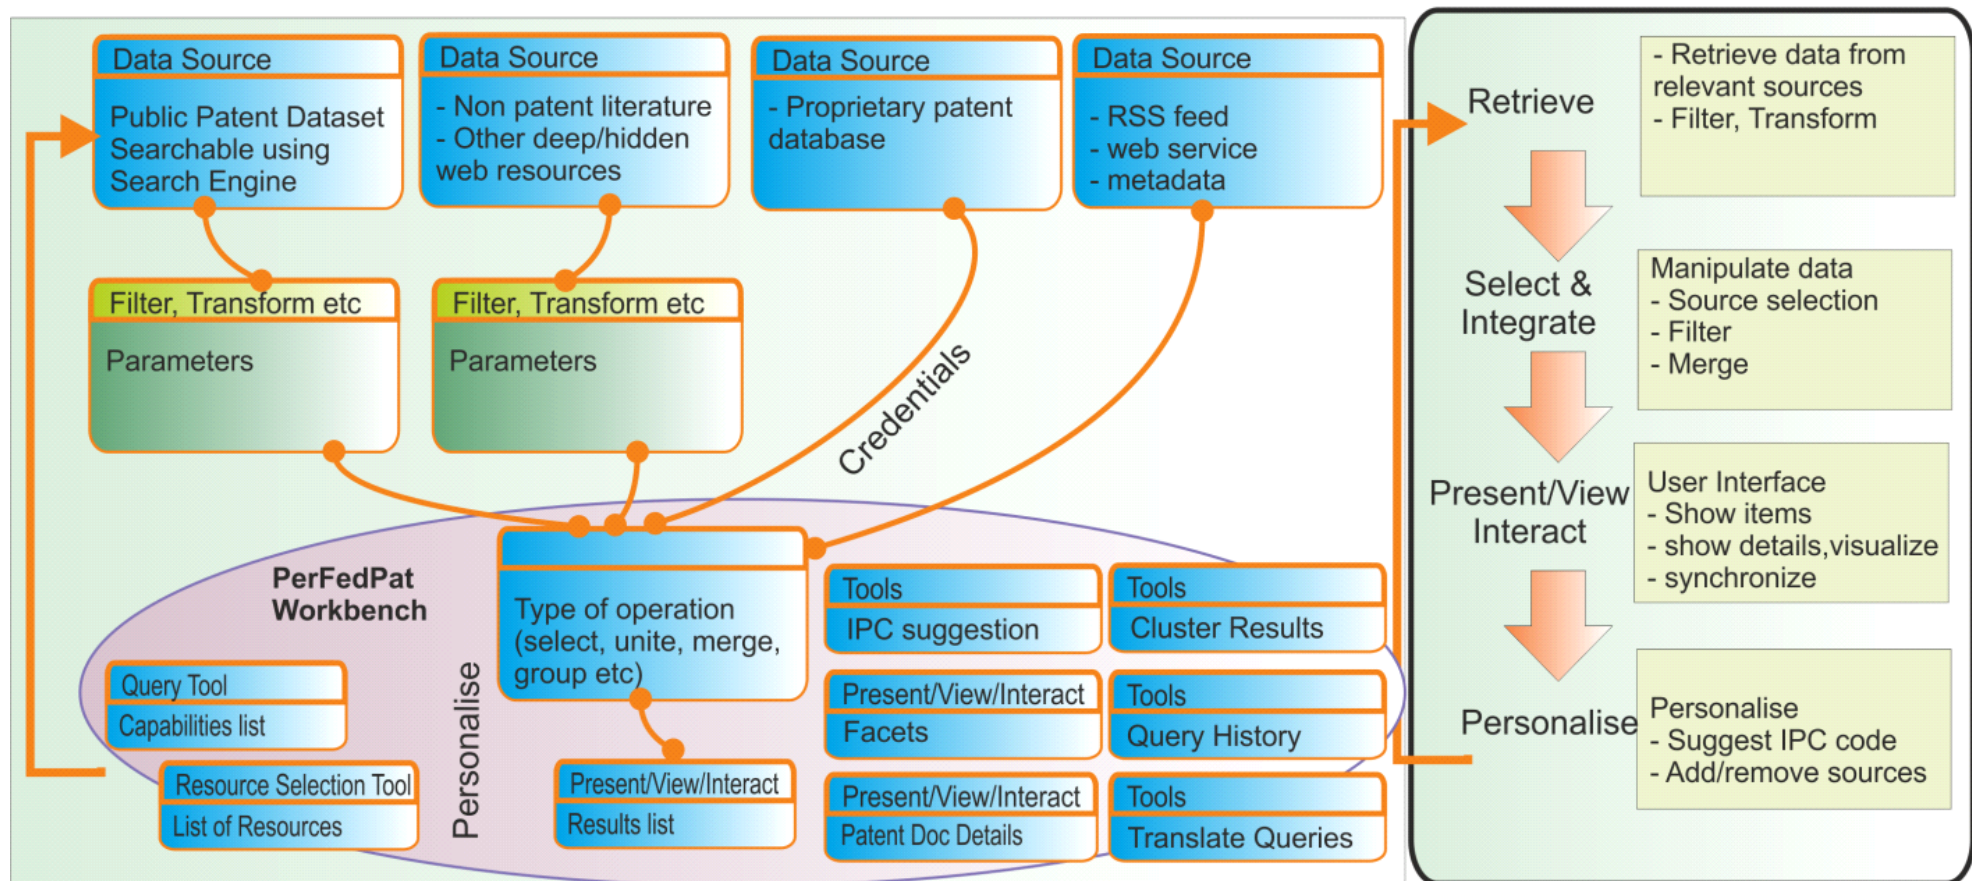 Data Source
Public Patent Dataset
Searchable using
Search Engine
Data Source
- Non patent literature
- Other deep/hidden
web resources
Data Source
- Proprietary patent
database
Data Source
- RSS feed
- web service
- metadata
Filter, Transform etc
Parameters
Filter, Transform etc
Parameters
Credentials
PerFedPat
Workbench
Type of operation
(select, unite, merge,
group etc)
Personalise
Query Tool
Capabilities list
Resource Selection Tool
List of Resources
Present/View/Interact
Results list
Tools
IPC suggestion
Tools
Cluster Results
Present/View/Interact
Facets
Tools
Query History
Present/View/Interact
Patent Doc Details
Tools
Translate Queries
Retrieve
- Retrieve data from
relevant sources
- Filter, Transform
Select &
Integrate
Manipulate data
- Source selection
- Filter
- Merge
Present/View
Interact
User Interface
- Show items
- show details,visualize
- synchronize
Personalise
Personalise
- Suggest IPC code
- Add/remove sources